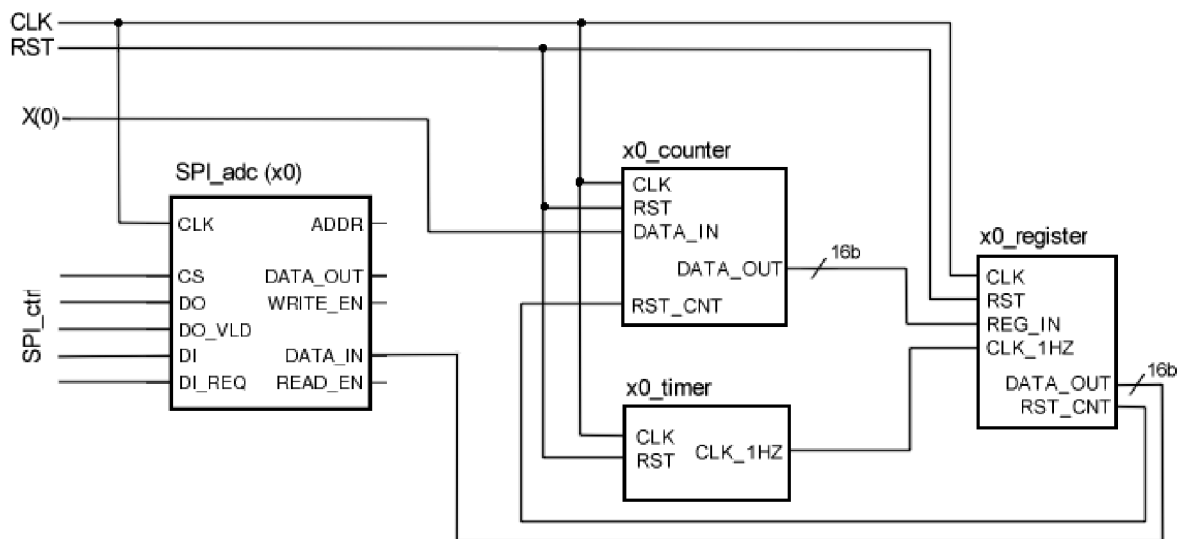 CLK
RST
X(0)
SPI_adc (x0)
CLK
ADDR
CS
DATA_OUT
DO
WRITE_EN
DO_VLD
DI
DATA_IN
DI_REQ
READ_EN
SPI_ctrl
x0_counter
CLK
RST
DATA_IN
DATA_OUT
16b
RST_CNT
x0_timer
CLK
RST
CLK_1HZ
x0_register
CLK
RST
REG_IN
CLK_1HZ
DATA_OUT
16b
RST_CNT